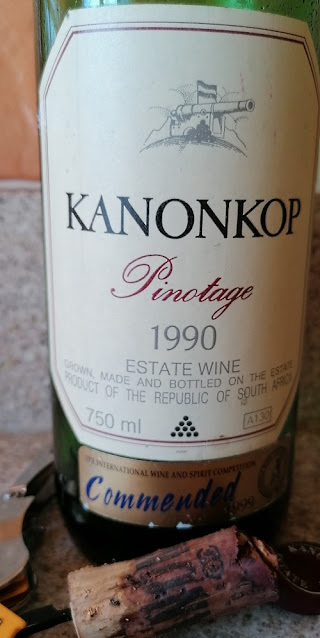 KANONKOP
Pinotage
1990
ESTATE WINE
GROWN, MADE AND BOTTLED ON THE ESTATE
PRODUCT OF THE REPUBLIC OF SOUTH AFRICA
750 ml
A130
INTERNATIONAL WINE AND SPIRIT COMPETITION
Commended